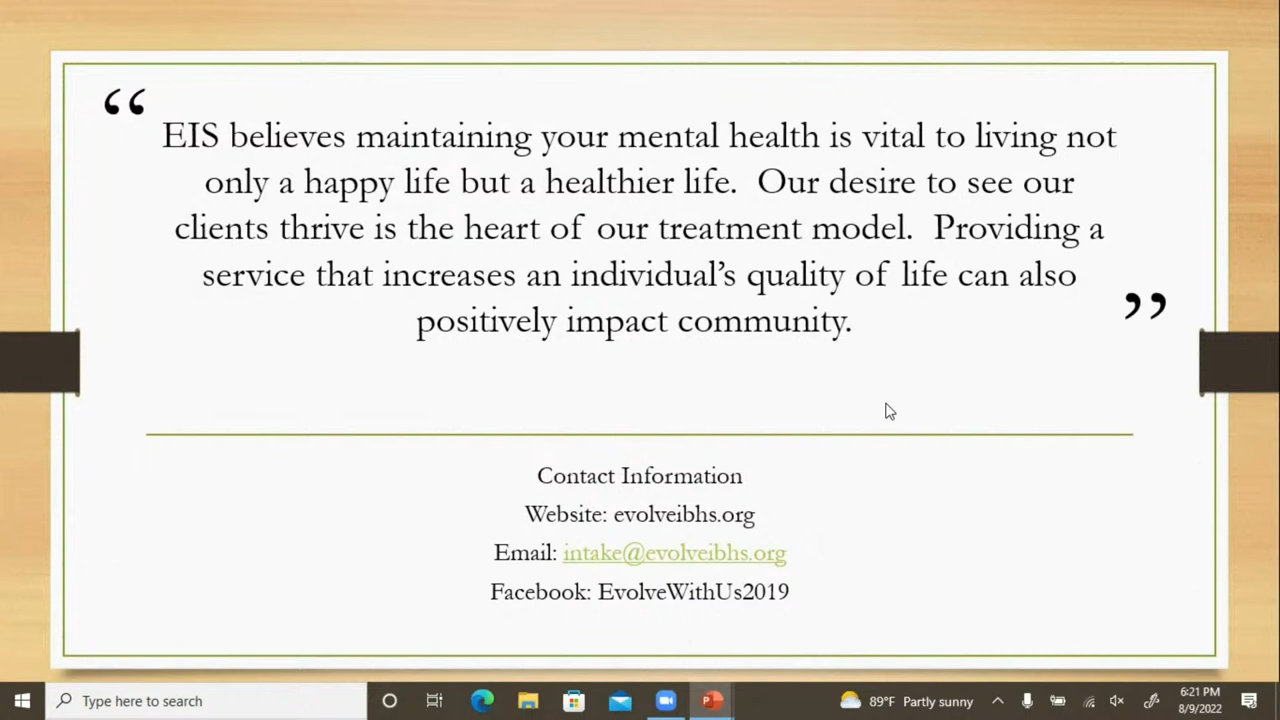 “
EIS believes maintaining your mental health is vital to living not
only a happy life but a healthier life.  Our desire to see our
clients thrive is the heart of our treatment model.  Providing a
service that increases an individual’s quality of life can also
positively impact community.
”
Contact Information
Website: evolveibhs.org
Email: intake@evolveibhs.org
Facebook: EvolveWithUs2019
Type here to search
89°F Partly sunny
6:21 PM
8/9/2022